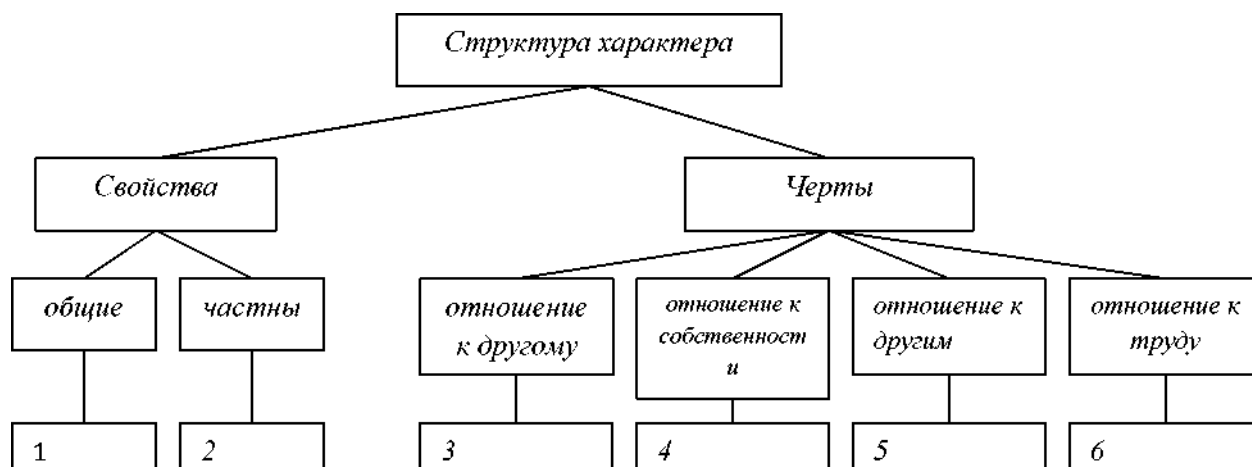 Структура характера
Свойства
Черты
общие
частны
отношение
к другому
отношение к
собственност
и
отношение к
другим
отношение к
труду
1
2
3
4
5
6